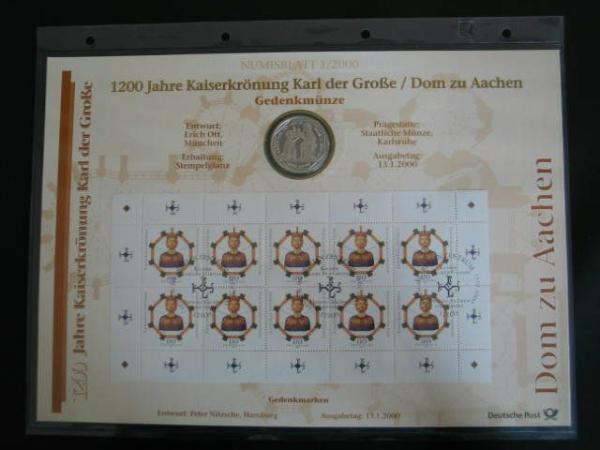 NUMISBLATT 1/2000
1200 Jahre Kaiserkrönung Karl der Große / Dom zu Aachen
Gedenkmünze
Entwurf:
Erich Ott,
München
Erhaltung:
Stempelglanz
Prägestätte:
Staatliche Münze,
Karlsruhe
Ausgabetag:
13.1.2000
1200 Jahre Kaiserkrönung Karl der Große
Dom zu Aachen
Gedenkmarken
Entwurf: Peter Nitzsche, Hamburg
Ausgabetag: 13.1.2000
Deutsche Post